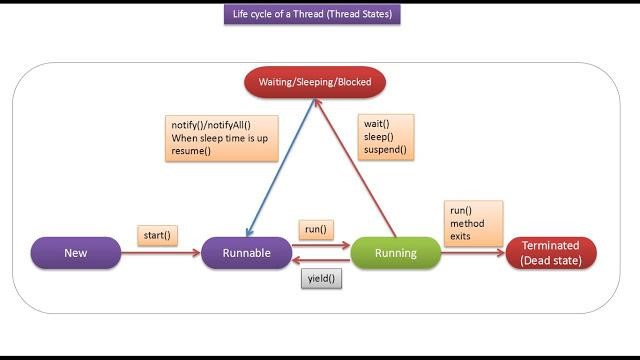 Life cycle of a Thread (Thread States)
Waiting/Sleeping/Blocked
notify()/notifyAll()
When sleep time is up
resume()
wait()
sleep()
suspend()
start()
run()
run()
method
exits
New
Runnable
Running
Terminated
(Dead state)
yield()